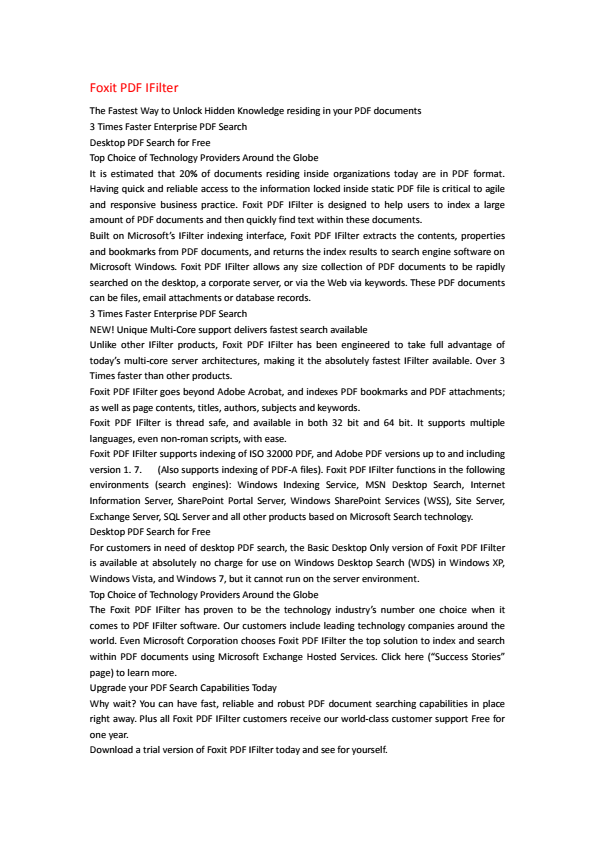 Foxit PDF IFilter
The Fastest Way to Unlock Hidden Knowledge residing in your PDF documents
3 Times Faster Enterprise PDF Search
Desktop PDF Search for Free
Top Choice of Technology Providers Around the Globe
It is estimated that 20% of documents residing inside organizations today are in PDF format.
Having quick and reliable access to the information locked inside static PDF file is critical to agile
and responsive business practice. Foxit PDF IFilter is designed to help users to index a large
amount of PDF documents and then quickly find text within these documents.
Built on Microsoft's IFilter indexing interface, Foxit PDF IFilter extracts the contents, properties
and bookmarks from PDF documents, and returns the index results to search engine software on
Microsoft Windows. Foxit PDF IFilter allows any size collection of PDF documents to be rapidly
searched on the desktop, a corporate server, or via the Web via keywords. These PDF documents
can be files, email attachments or database records.
3 Times Faster Enterprise PDF Search
NEW! Unique Multi-Core support delivers fastest search available
Unlike other IFilter products, Foxit PDF IFilter has been engineered to take full advantage of
today's multi-core server architectures, making it the absolutely fastest IFilter available. Over 3
Times faster than other products.
Foxit PDF IFilter goes beyond Adobe Acrobat, and indexes PDF bookmarks and PDF attachments;
as well as page contents, titles, authors, subjects and keywords.
Foxit PDF IFilter is thread safe, and available in both 32 bit and 64 bit. It supports multiple
languages, even non-roman scripts, with ease.
Foxit PDF IFilter supports indexing of ISO 32000 PDF, and Adobe PDF versions up to and including
version 1. 7. (Also supports indexing of PDF-A files). Foxit PDF IFilter functions in the following
environments (search engines): Windows Indexing Service, MSN Desktop Search, Internet
Information Server, SharePoint Portal Server, Windows SharePoint Services (WSS), Site Server,
Exchange Server, SQL Server and all other products based on Microsoft Search technology.
Desktop PDF Search for Free
For customers in need of desktop PDF search, the Basic Desktop Only version of Foxit PDF IFilter
is available at absolutely no charge for use on Windows Desktop Search (WDS) in Windows XP,
Windows Vista, and Windows 7, but it cannot run on the server environment.
Top Choice of Technology Providers Around the Globe
The Foxit PDF IFilter has proven to be the technology industry's number one choice when it
comes to PDF IFilter software. Our customers include leading technology companies around the
world. Even Microsoft Corporation chooses Foxit PDF IFilter the top solution to index and search
within PDF documents using Microsoft Exchange Hosted Services. Click here ("Success Stories"
page) to learn more.
Upgrade your PDF Search Capabilities Today
Why wait? You can have fast, reliable and robust PDF document searching capabilities in place
right away. Plus all Foxit PDF IFilter customers receive our world-class customer support Free for
one year.
Download a trial version of Foxit PDF IFilter today and see for yourself.